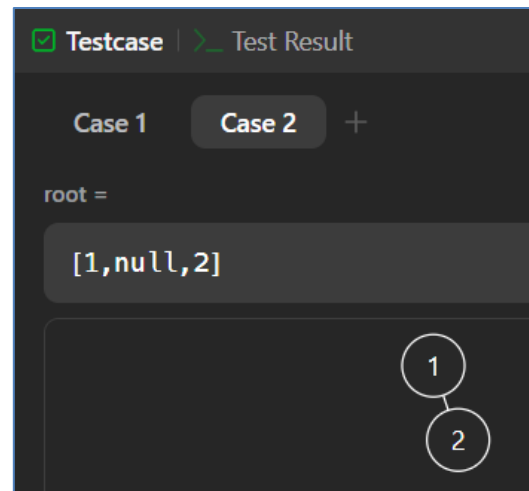 Testcase | >_ Test Result
Case 1 Case 2 +
root =
[1,null,2]
1
2